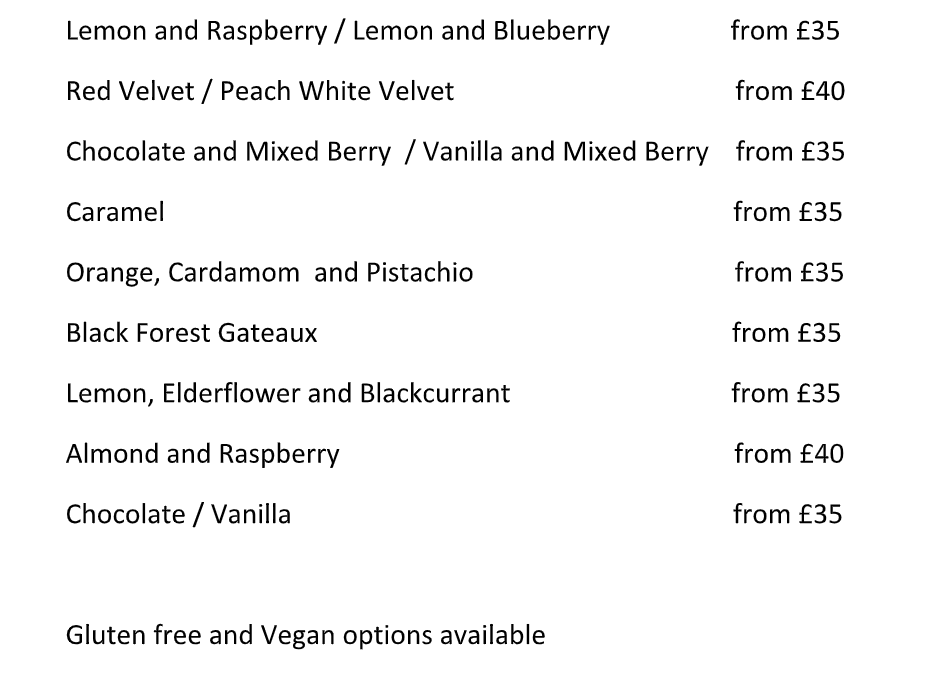 Lemon and Raspberry / Lemon and Blueberry from £35
Red Velvet / Peach White Velvet from £40
Chocolate and Mixed Berry / Vanilla and Mixed Berry from £35
Caramel from £35
Orange, Cardamom and Pistachio from £35
Black Forest Gateaux from £35
Lemon, Elderflower and Blackcurrant from £35
Almond and Raspberry from £40
Chocolate / Vanilla from £35
Gluten free and Vegan options available